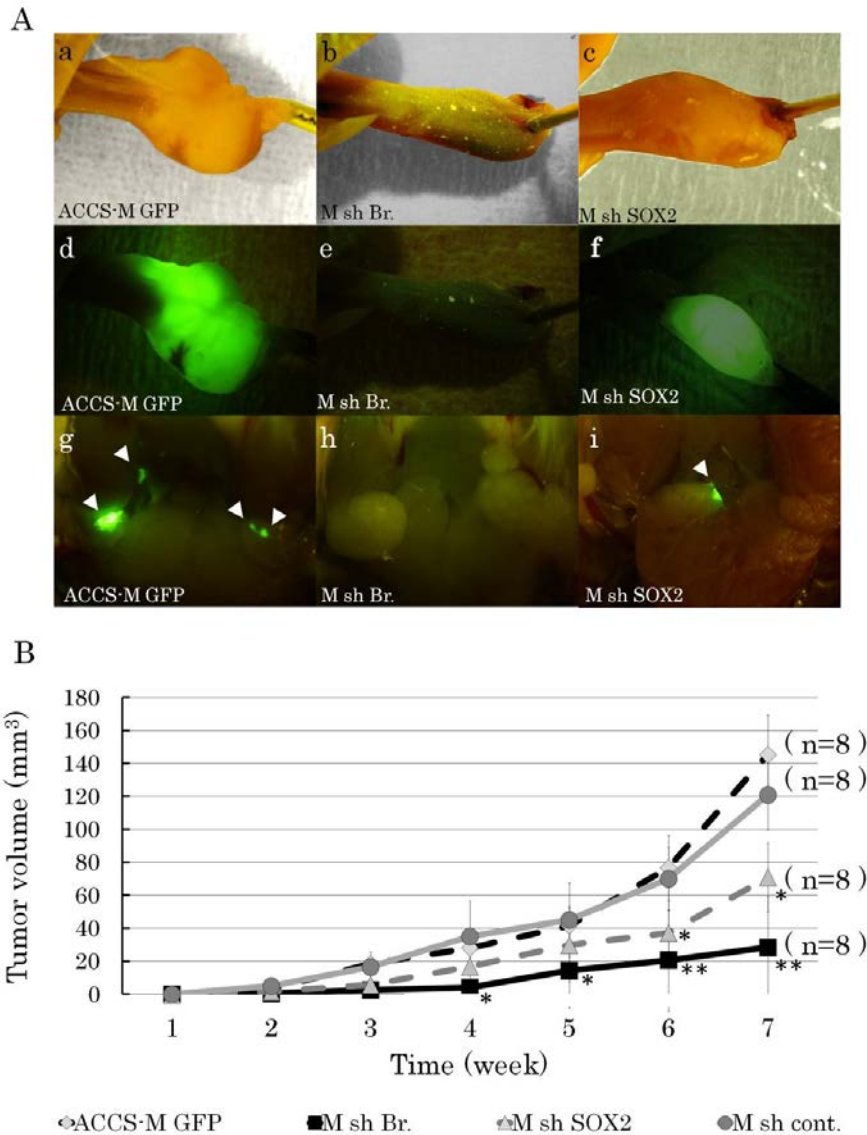 A
a b c
ACCS-M GFP M sh Br. M sh SOX2
d e f
ACCS-M GFP M sh Br. M sh SOX2
g h i
ACCS-M GFP M sh Br. M sh SOX2
B
Tumor volume (mm³)
180
160
140
120
100
80
60
40
20
0
( n=8 )
( n=8 )
( n=8 )
*
*
( n=8 )
* * ** **
1 2 3 4 5 6 7
Time (week)
ACCS-M GFP M sh Br. M sh SOX2 M sh cont.